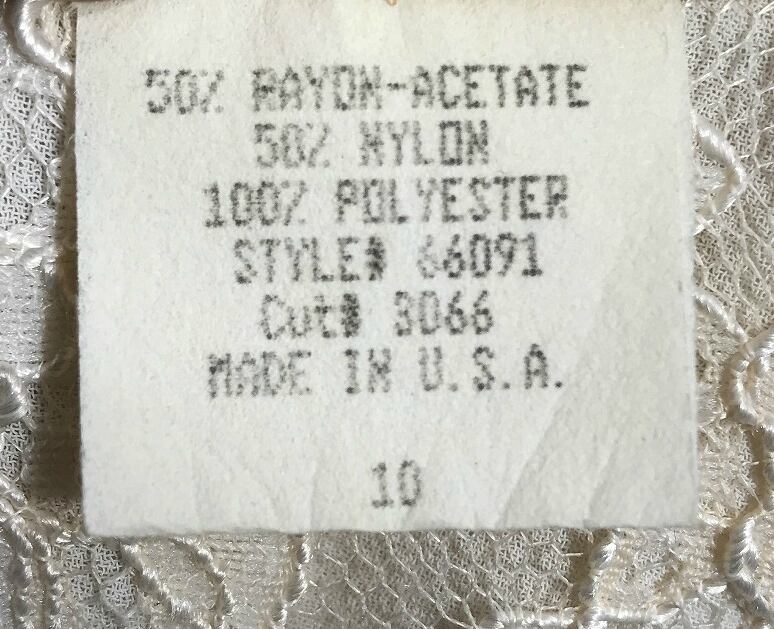 50% RAYON-ACETATE
50% NYLON
100% POLYESTER
STYLE# 66091
Cut# 3066
MADE IN U.S.A.
10